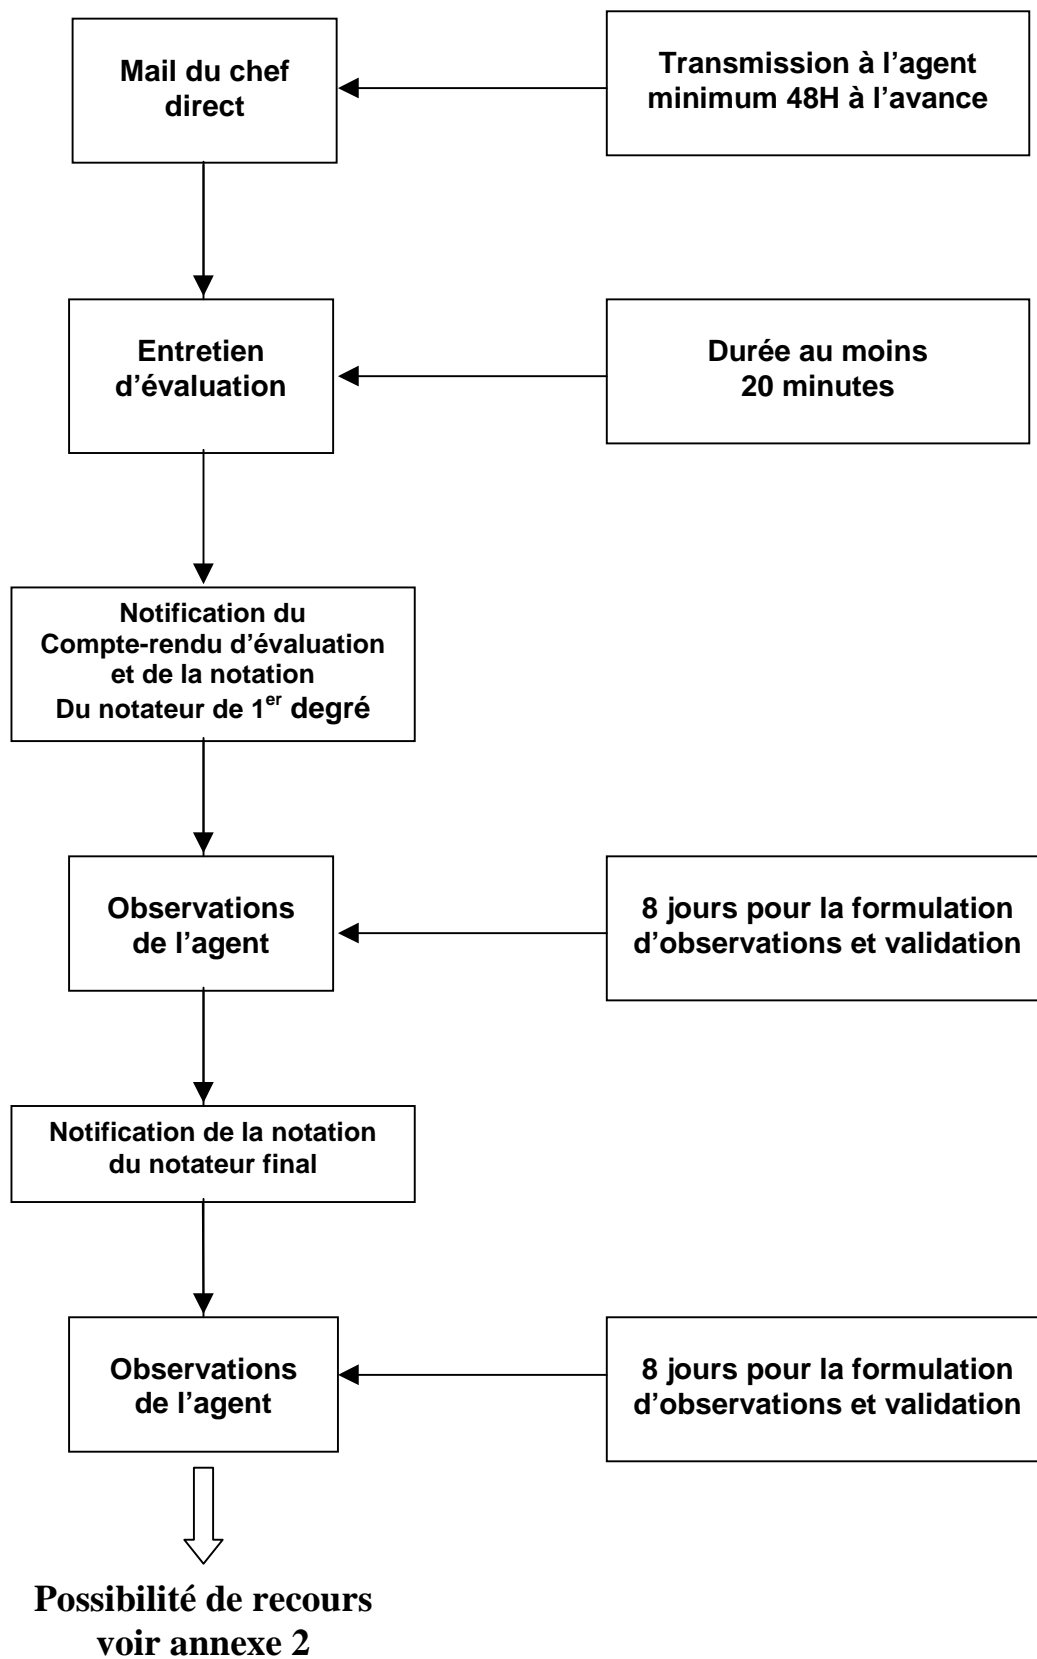 Mail du chef
direct
Transmission à l’agent
minimum 48H à l’avance
Entretien
d’évaluation
Durée au moins
20 minutes
Notification du
Compte-rendu d’évaluation
et de la notation
Du notateur de 1er degré
Observations
de l’agent
8 jours pour la formulation
d’observations et validation
Notification de la notation
du notateur final
Observations
de l’agent
8 jours pour la formulation
d’observations et validation
Possibilité de recours
voir annexe 2